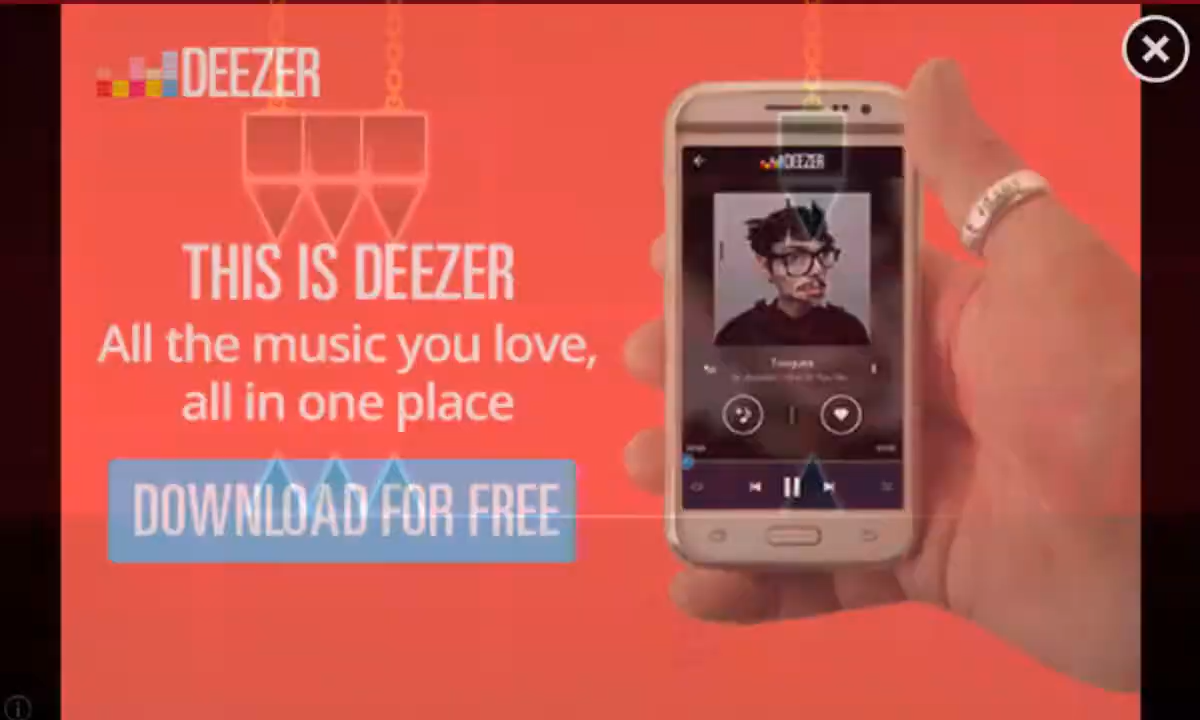 DEEZER
THIS IS DEEZER
All the music you love,
all in one place
DOWNLOAD FOR FREE
DEEZER